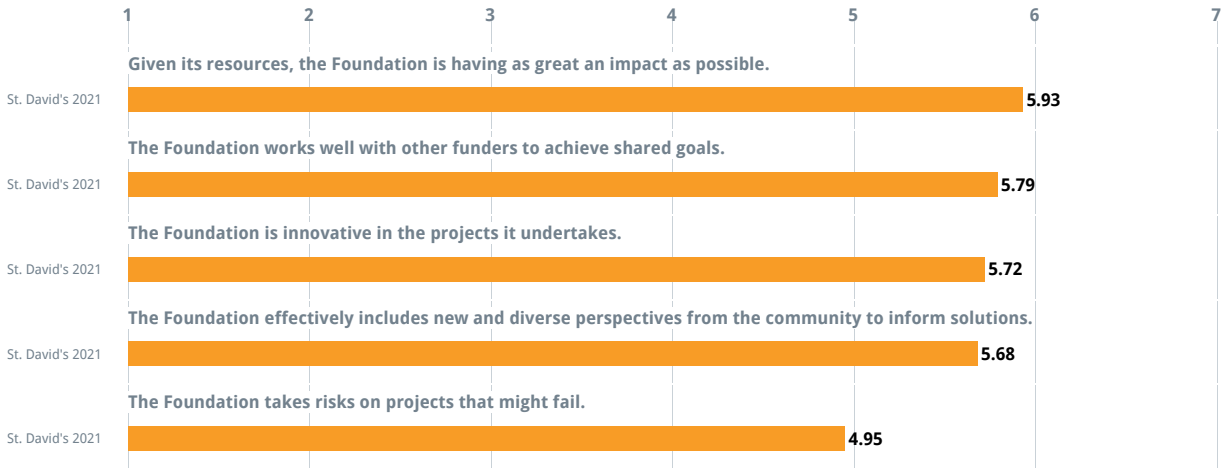 1 2 3 4 5 6 7
Given its resources, the Foundation is having as great an impact as possible.
St. David's 2021 5.93
The Foundation works well with other funders to achieve shared goals.
St. David's 2021 5.79
The Foundation is innovative in the projects it undertakes.
St. David's 2021 5.72
The Foundation effectively includes new and diverse perspectives from the community to inform solutions.
St. David's 2021 5.68
The Foundation takes risks on projects that might fail.
St. David's 2021 4.95